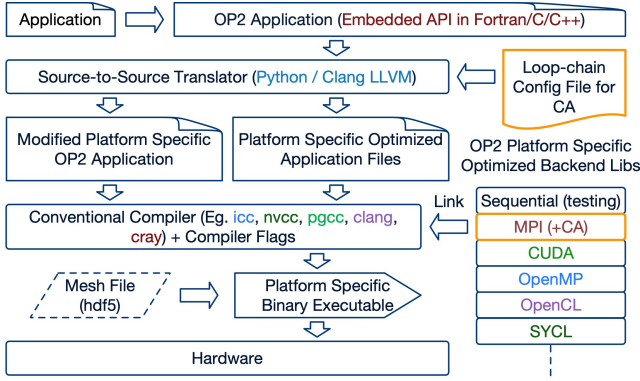 Application
OP2 Application (Embedded API in Fortran/C/C++)
Source-to-Source Translator (Python / Clang LLVM)
Loop-chain
Config File for
CA
Modified Platform Specific
OP2 Application
Platform Specific Optimized
Application Files
OP2 Platform Specific
Optimized Backend Libs
Conventional Compiler (Eg. icc, nvcc, pgcc, clang,
cray) + Compiler Flags
Link
Sequential (testing)
MPI (+CA)
CUDA
OpenMP
OpenCL
SYCL
Mesh File
(hdf5)
Platform Specific
Binary Executable
Hardware